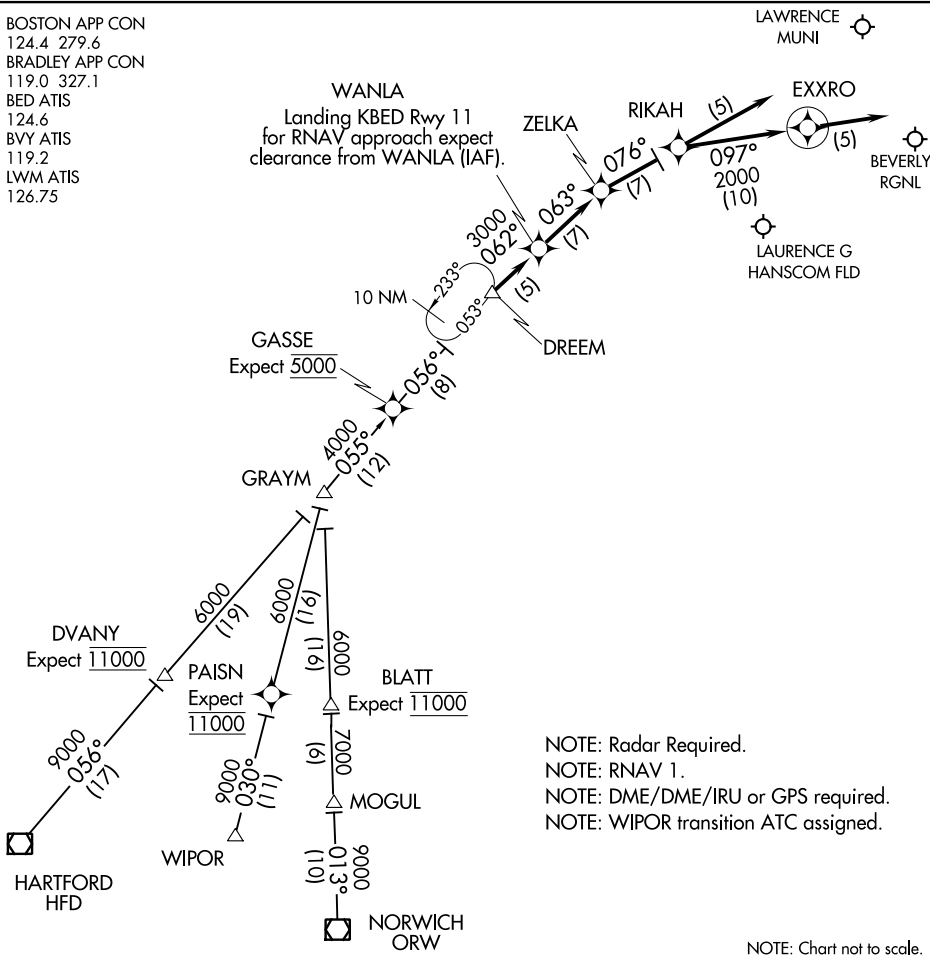 BOSTON APP CON
124.4 279.6
BRADLEY APP CON
119.0 327.1
BED ATIS
124.6
BVY ATIS
119.2
LWM ATIS
126.75
LAWRENCE
MUNI
WANLA
Landing KBED Rwy 11
for RNAV approach expect
clearance from WANLA (IAF).
ZELKA
RIKAH
(5)
EXXRO
(5)
BEVERLY
RGNL
097°
2000
(10)
LAURENCE G
HANSCOM FLD
076°
(7)
063°
(7)
3000
062°
(5)
233°
053°
10 NM
DREEM
GASSE
Expect 5000
056°
(8)
4000
055°
(12)
GRAYM
6000
(19)
6000
(16)
6000
(16)
DVANY
Expect 11000
PAISN
Expect
11000
BLATT
Expect 11000
9000
056°
(17)
9000
030°
(11)
7000
(6)
MOGUL
WIPOR
9000
013°
(10)
HARTFORD
HFD
NORWICH
ORW
NOTE: Radar Required.
NOTE: RNAV 1.
NOTE: DME/DME/IRU or GPS required.
NOTE: WIPOR transition ATC assigned.
NOTE: Chart not to scale.